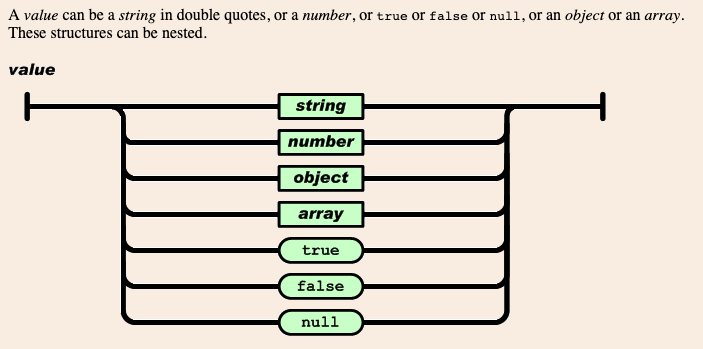 A value can be a string in double quotes, or a number, or true or false or null, or an object or an array.
These structures can be nested.
value
string
number
object
array
true
false
null